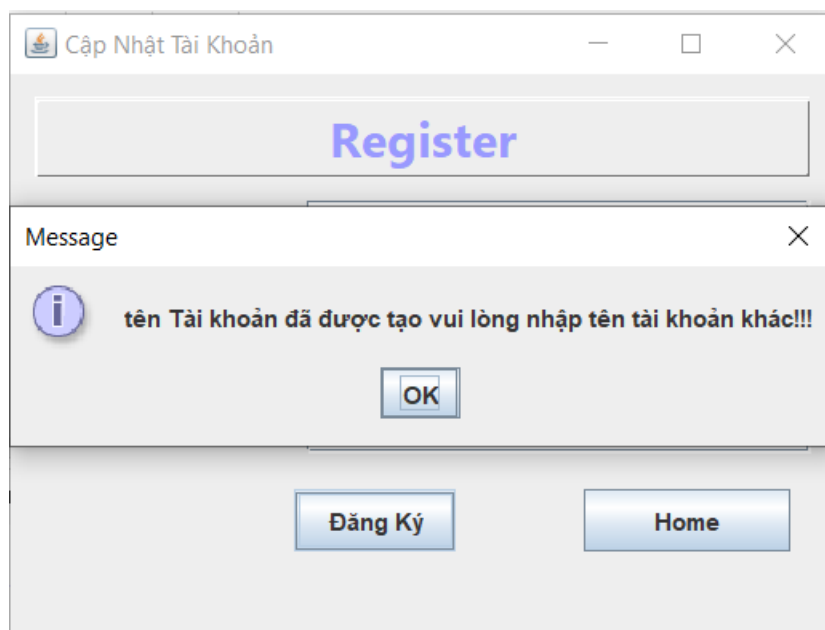 Cập Nhật Tài Khoản
Register
Message
tên Tài khoản đã được tạo vui lòng nhập tên tài khoản khác!!!
OK
Đăng Ký
Home